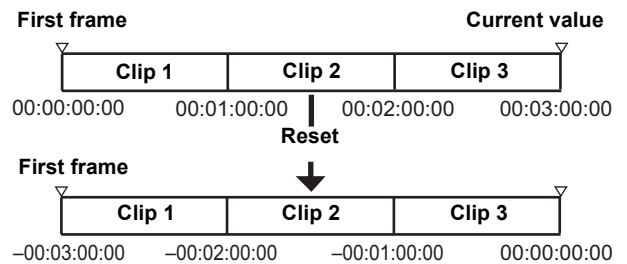 First frame Current value
Clip 1 Clip 2 Clip 3
00:00:00:00 00:01:00:00 00:02:00:00 00:03:00:00
Reset
First frame
Clip 1 Clip 2 Clip 3
–00:03:00:00 –00:02:00:00 –00:01:00:00 00:00:00:00